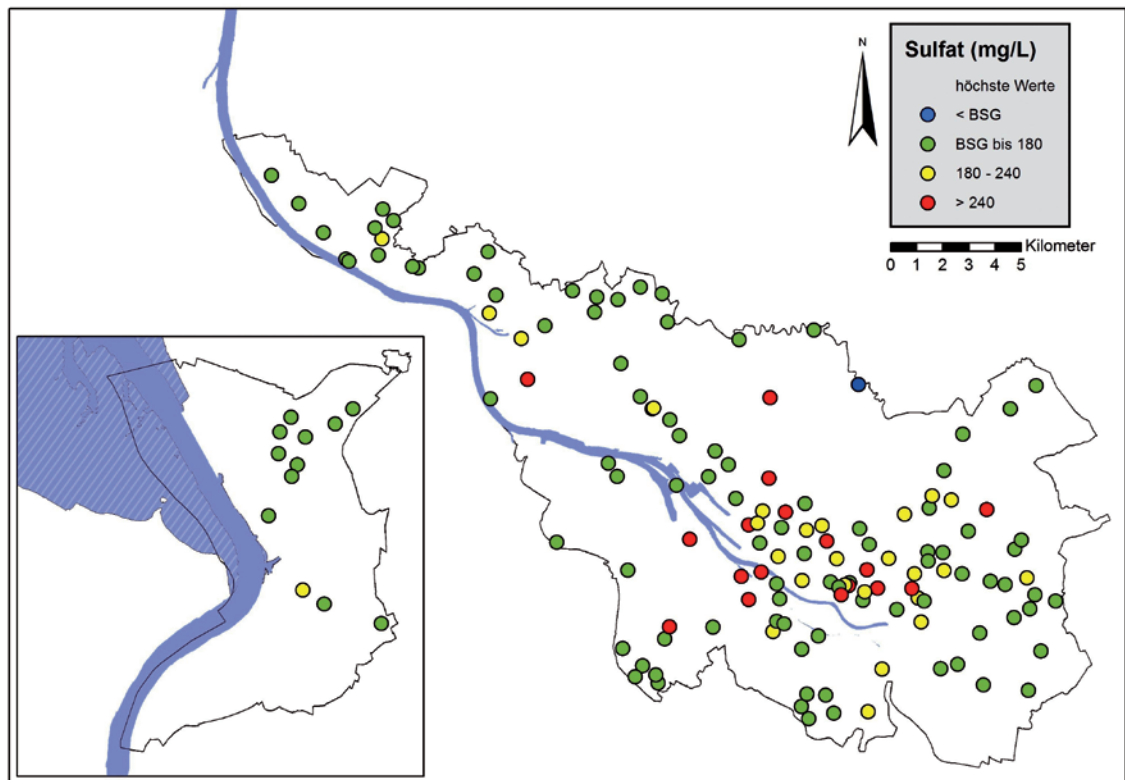 N
Sulfat (mg/L)
höchste Werte
< BSG
BSG bis 180
180 - 240
> 240
Kilometer
0 1 2 3 4 5